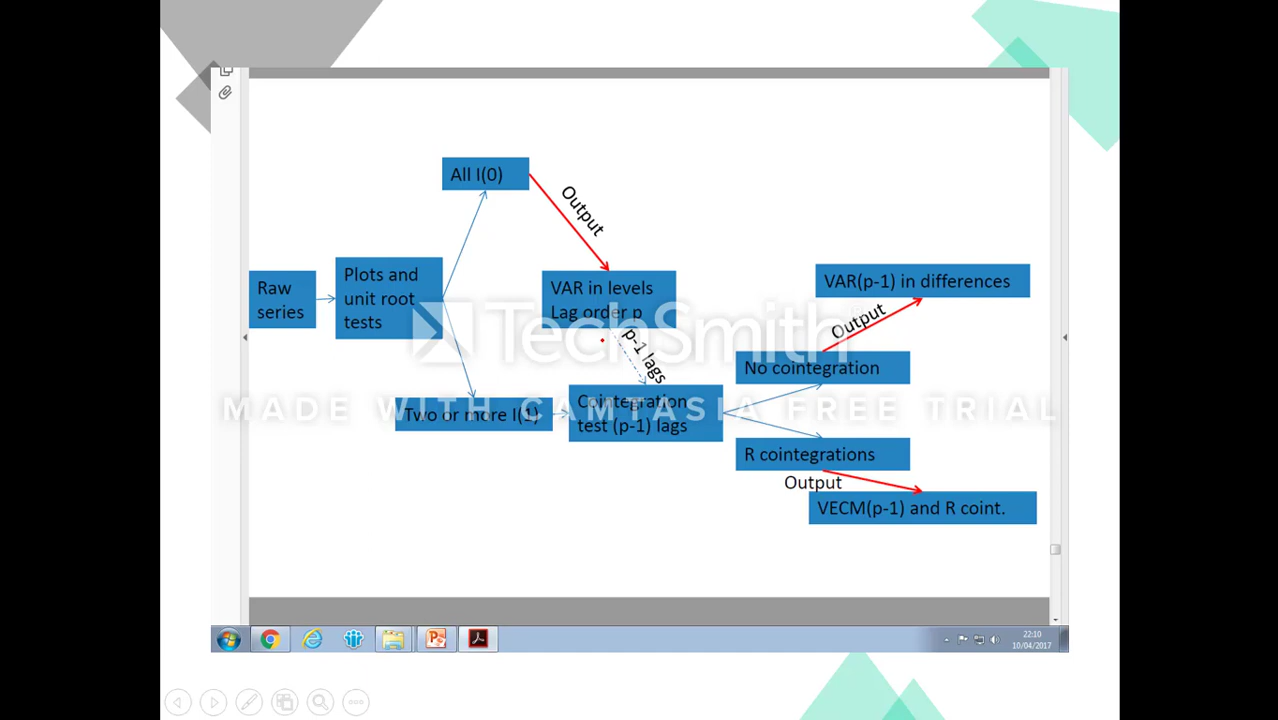 All I(0)
Output
Raw
series
Plots and
unit root
tests
VAR in levels
Lag order p
VAR(p-1) in differences
Output
TechSmith
p-1 lags
No cointegration
MADE WITH CAMTASIA FREE TRIAL
Two or more I(1)
Cointegration
test (p-1) lags
R cointegrations
Output
VECM(p-1) and R coint.
22:10
10/04/2017